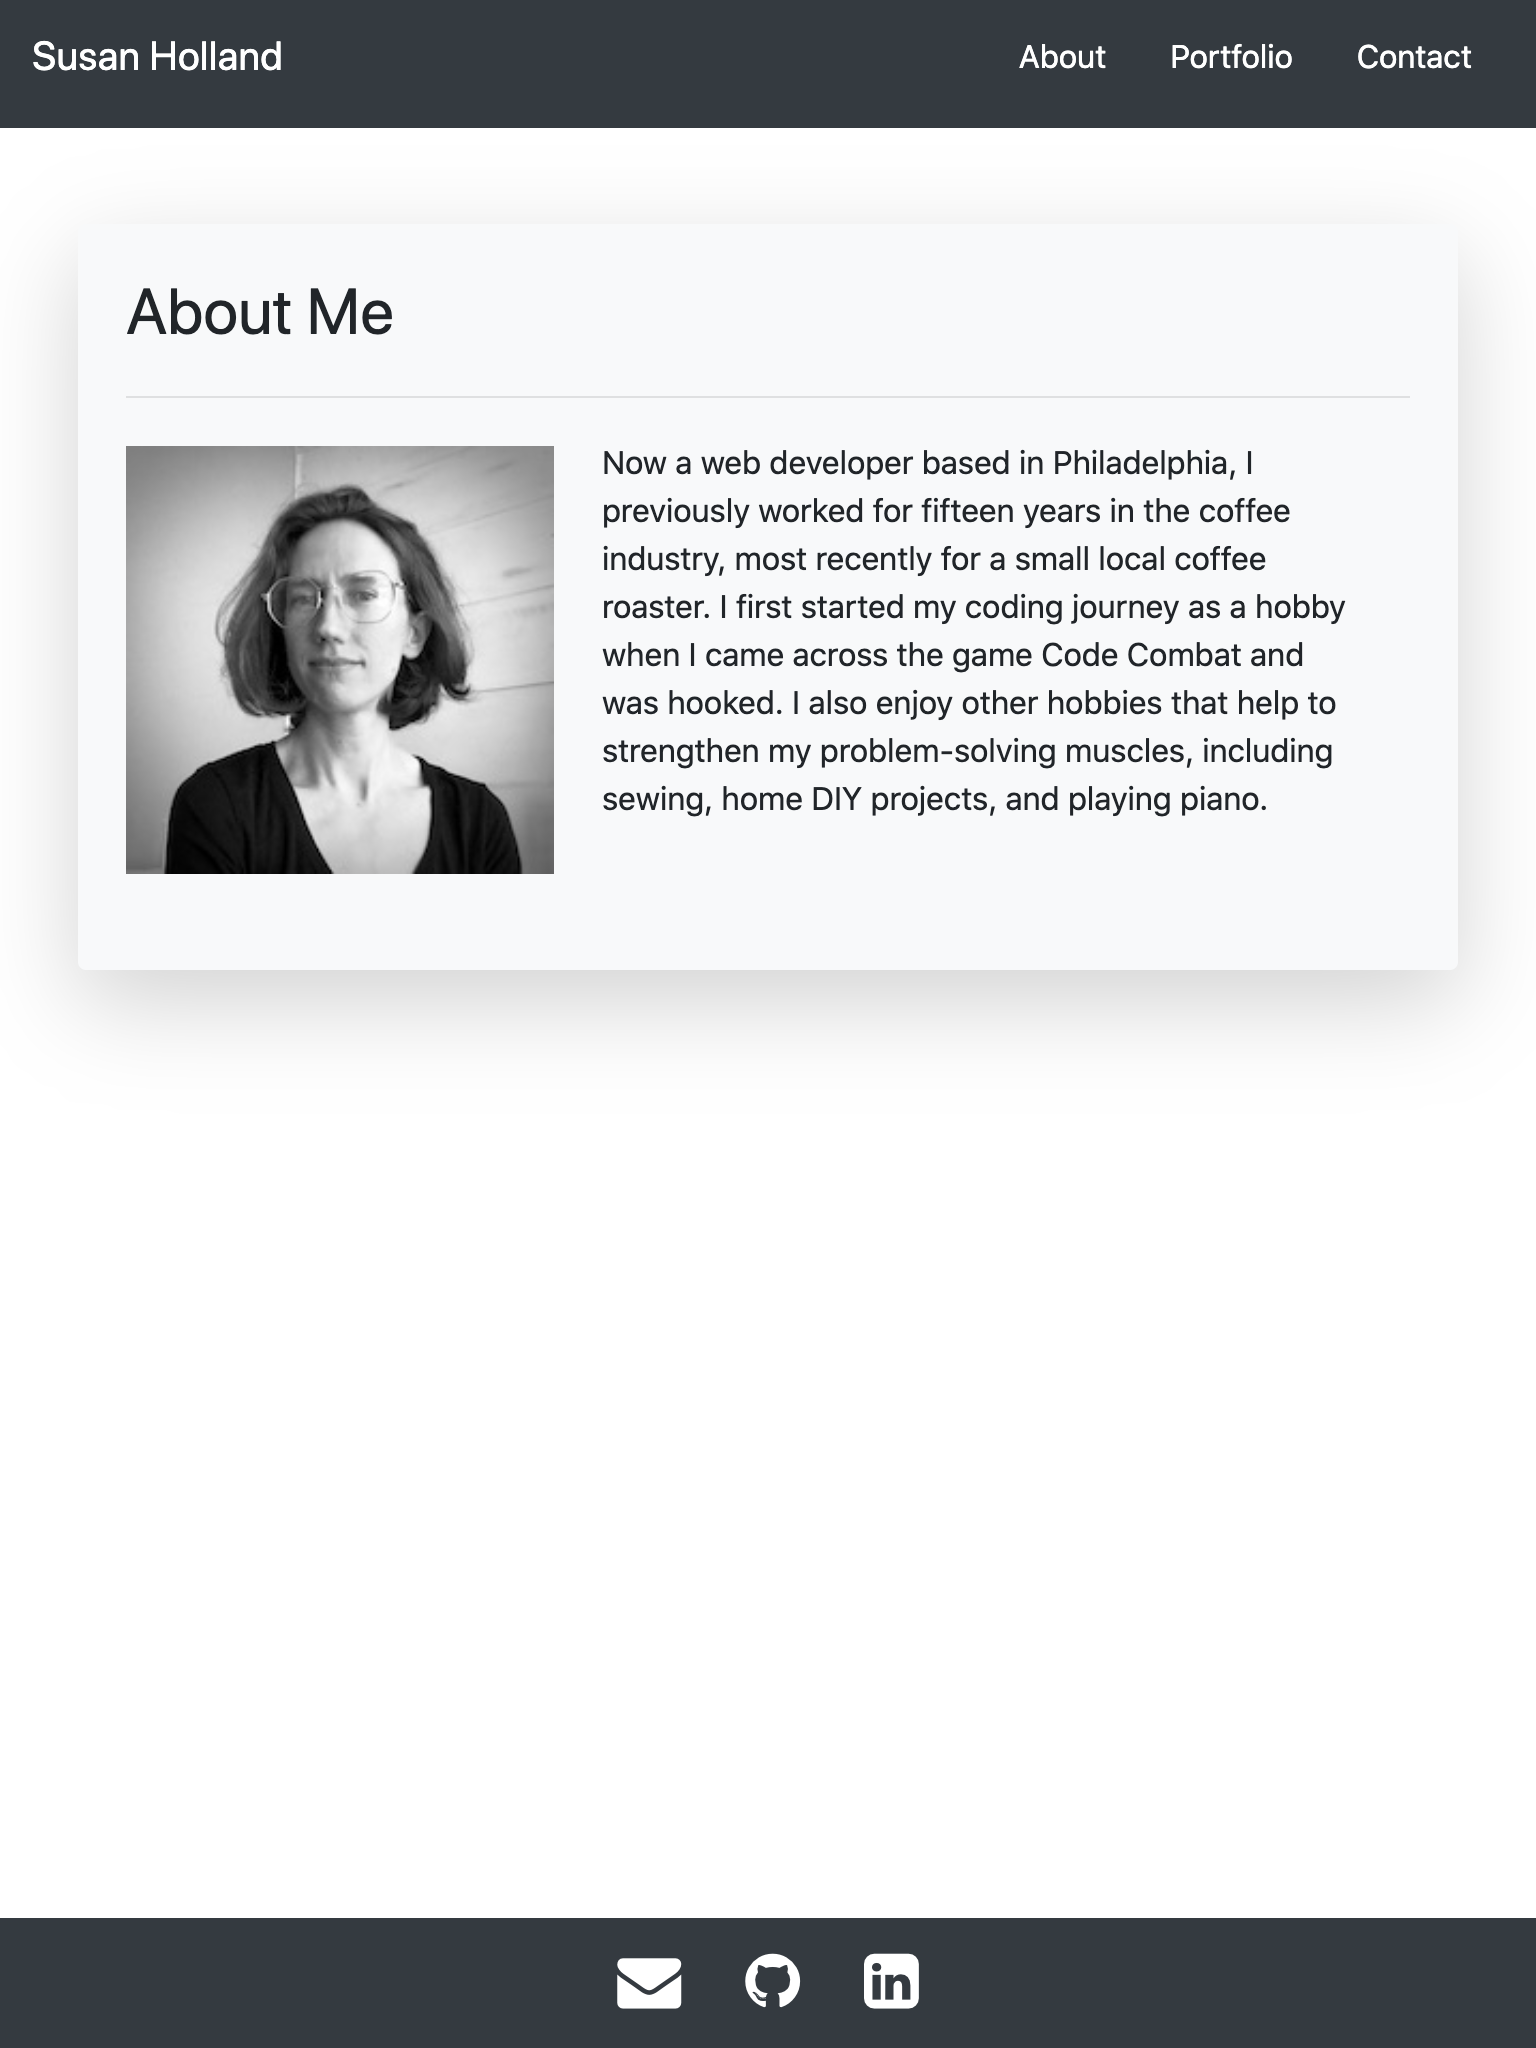 Susan Holland
About
Portfolio
Contact
About Me
Now a web developer based in Philadelphia, I
previously worked for fifteen years in the coffee
industry, most recently for a small local coffee
roaster. I first started my coding journey as a hobby
when I came across the game Code Combat and
was hooked. I also enjoy other hobbies that help to
strengthen my problem-solving muscles, including
sewing, home DIY projects, and playing piano.
in